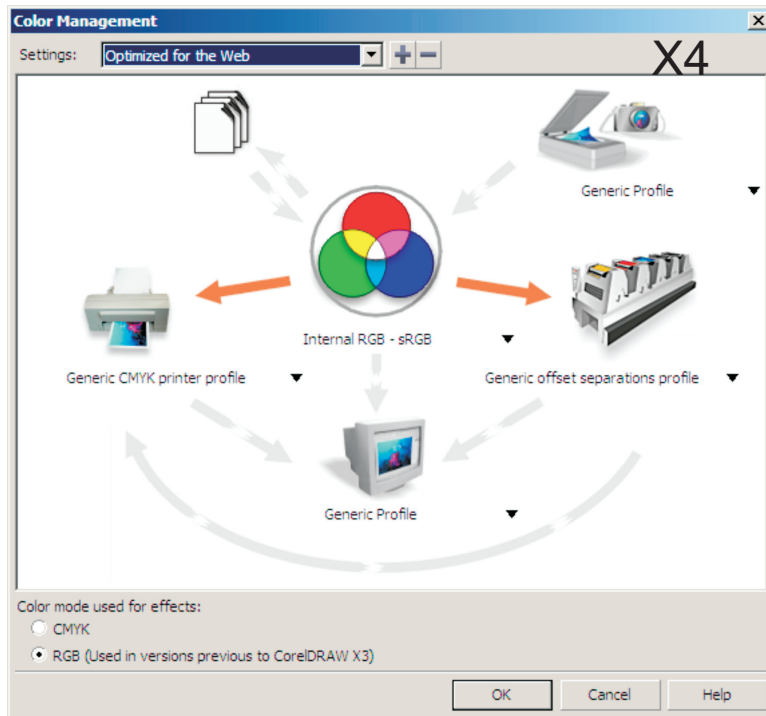 Color Management
Settings: Optimized for the Web
X4
Generic Profile
Internal RGB - sRGB
Generic CMYK printer profile
Generic offset separations profile
Generic Profile
Color mode used for effects:
CMYK
RGB (Used in versions previous to CorelDRAW X3)
OK Cancel Help